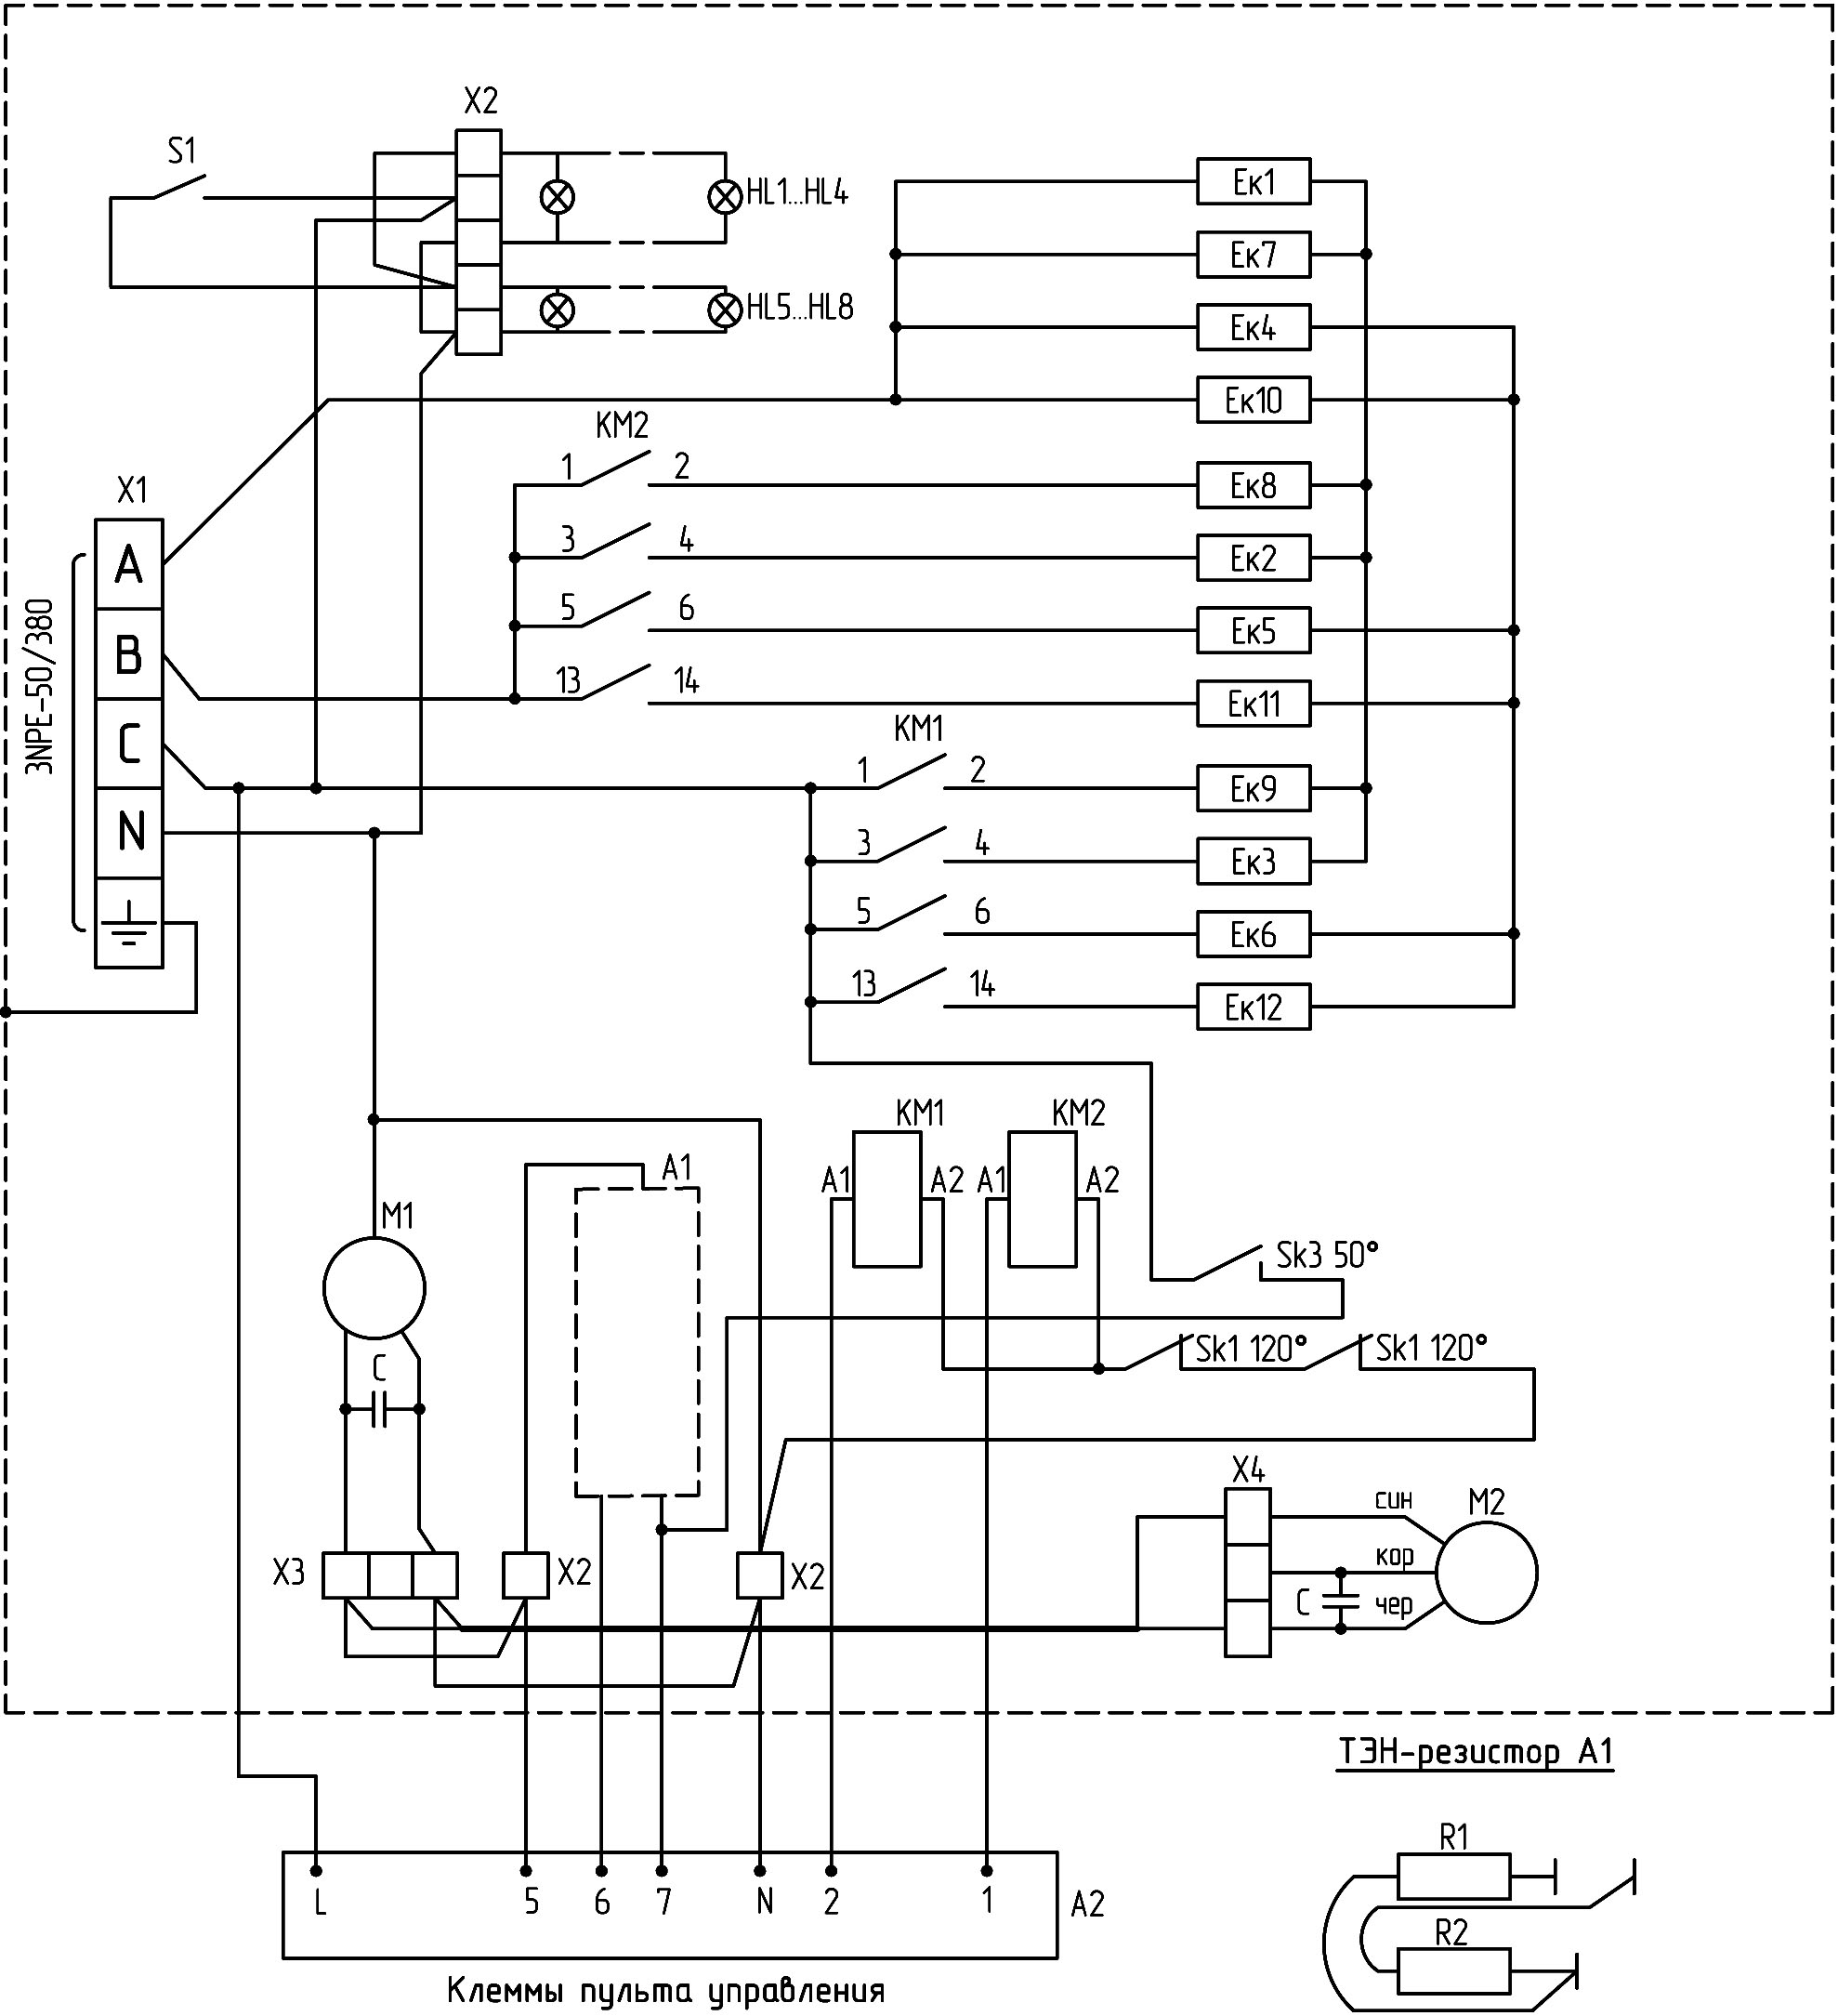 X2
S1
HL1...HL4
HL5...HL8
Ек1
Ек7
Ек4
Ек10
KM2
1 2 Ек8
3 4 Ек2
5 6 Ек5
13 14 Ек11
X1
A
B
C
N
3NPE-50/380
KM1
1 2 Ек9
3 4 Ек3
5 6 Ек6
13 14 Ек12
KM1 KM2
A1 A2 A1 A2
A1
M1
C
Sk3 50°
Sk1 120° Sk1 120°
X4
син
кор
чер
C
M2
X3 X2 X2
L 5 6 7 N 2 1
A2
Клеммы пульта управления
ТЭН-резистор А1
R1
R2